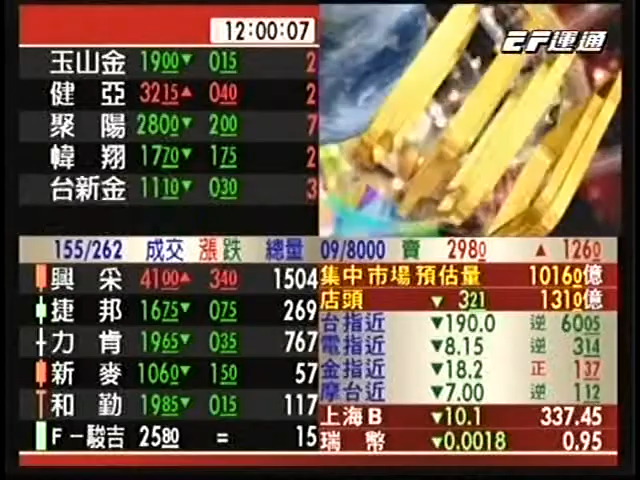 12:00:07
EF運通
玉山金 1900▼ 015 2
健亞 3215▲ 040 2
聚陽 2800▼ 200 7
幃翔 1770▼ 175 2
台新金 1110▼ 030 3
155/262 成交 漲跌 總量
興采 4100▲ 340 1504
捷邦 1675▼ 075 269
力肯 1965▼ 035 767
新麥 1060▼ 150 57
和勤 1985▼ 015 117
F－駿吉 2580 = 15
09/8000 賣 2980 ▲ 1260
集中市場預估量 10160億
店頭 ▼ 321 1310億
台指近 ▼190.0 逆 6005
電指近 ▼8.15 逆 314
金指近 ▼18.2 正 137
摩台近 ▼7.00 逆 112
上海B ▼10.1 337.45
瑞幣 ▼0.0018 0.95